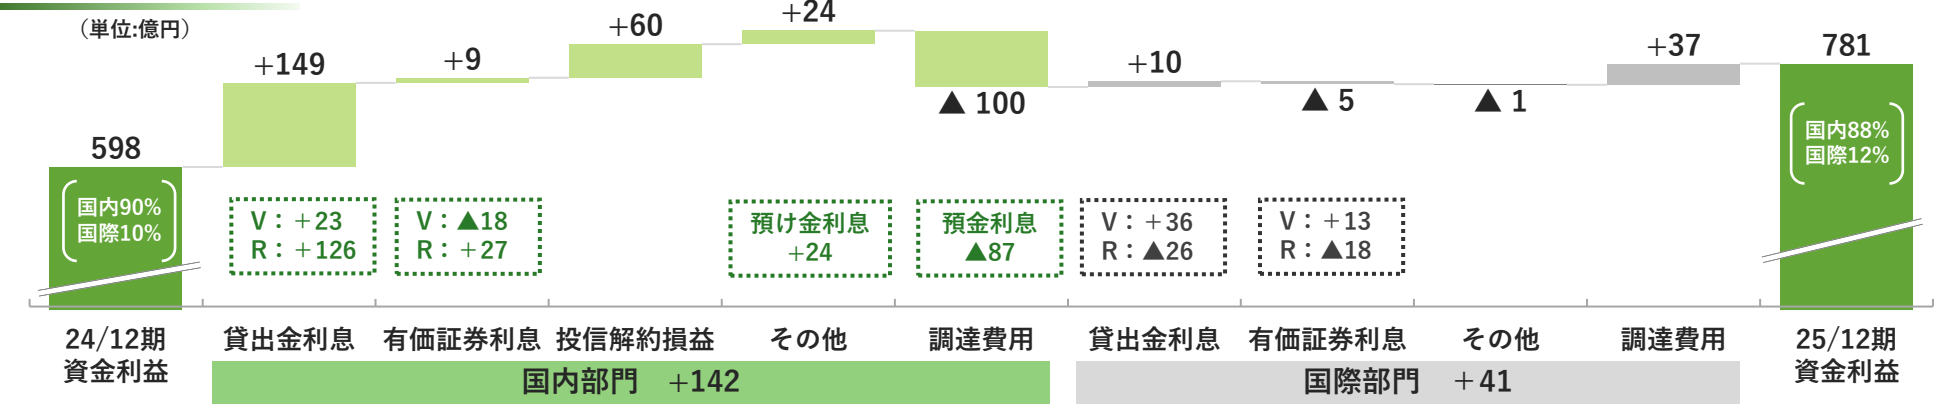 （単位:億円）
598
+149
+9
+60
+24
▲ 100
+10
▲ 5
▲ 1
+37
781
国内90%
国際10%
V：＋23
R：＋126
V：▲18
R：＋27
預け金利息
+24
預金利息
▲87
V：＋36
R：▲26
V：＋13
R：▲18
国内88%
国際12%
24/12期
資金利益
貸出金利息
有価証券利息
投信解約損益
その他
調達費用
貸出金利息
有価証券利息
その他
調達費用
25/12期
資金利益
国内部門　+142
国際部門　＋41